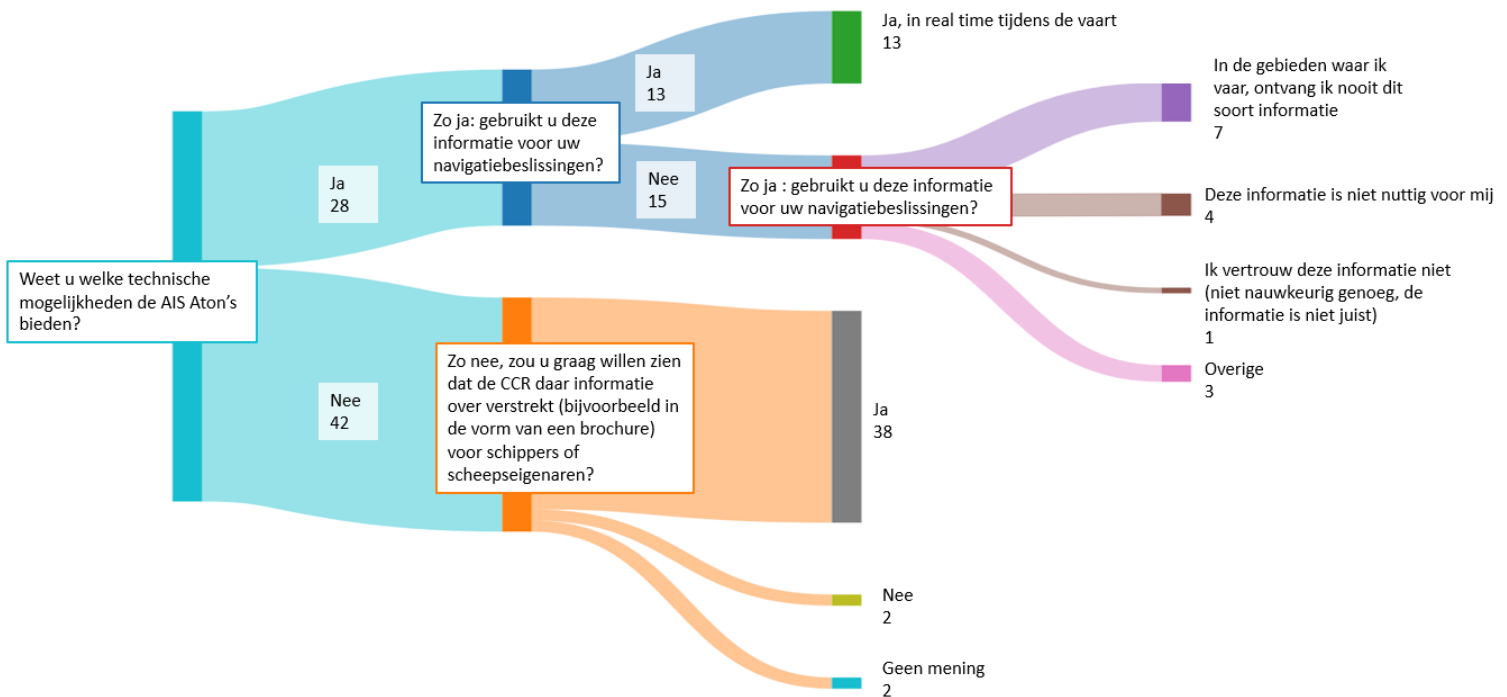 Weet u welke technische
mogelijkheden de AIS Aton’s
bieden?
Ja
28
Nee
42
Zo ja: gebruikt u deze
informatie voor uw
navigatiebeslissingen?
Zo nee, zou u graag willen zien
dat de CCR daar informatie
over verstrekt (bijvoorbeeld in
de vorm van een brochure)
voor schippers of
scheepseigenaren?
Ja
13
Nee
15
Ja, in real time tijdens de vaart
13
Zo ja : gebruikt u deze informatie
voor uw navigatiebeslissingen?
Ja
38
Nee
2
Geen mening
2
In de gebieden waar ik
vaar, ontvang ik nooit dit
soort informatie
7
Deze informatie is niet nuttig voor mij
4
Ik vertrouw deze informatie niet
(niet nauwkeurig genoeg, de
informatie is niet juist)
1
Overige
3